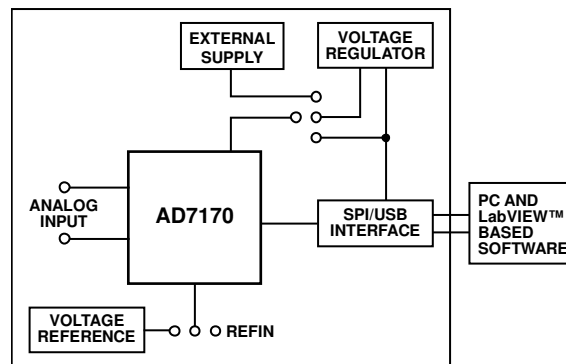 EXTERNAL
SUPPLY
VOLTAGE
REGULATOR
ANALOG
INPUT
AD7170
SPI/USB
INTERFACE
PC AND
LabVIEW™
BASED
SOFTWARE
VOLTAGE
REFERENCE
REFIN